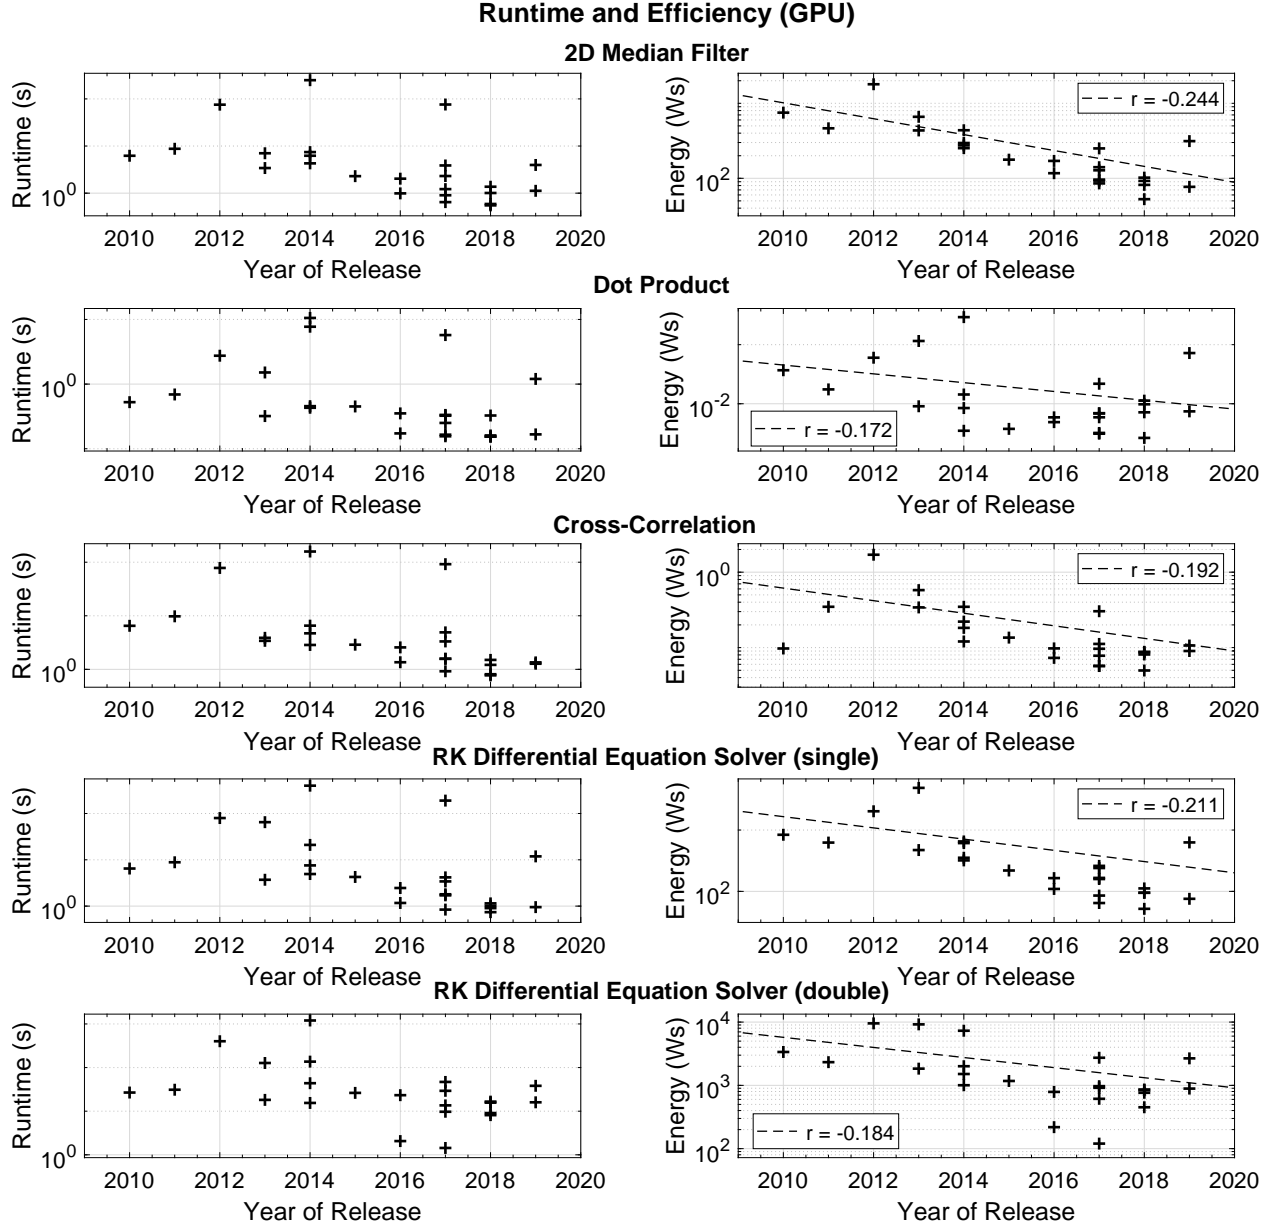 Runtime and Efficiency (GPU)
2D Median Filter
Runtime (s)
10^0
2010 2012 2014 2016 2018 2020
Year of Release
Energy (Ws)
10^2
r = -0.244
2010 2012 2014 2016 2018 2020
Year of Release
Dot Product
Runtime (s)
10^0
2010 2012 2014 2016 2018 2020
Year of Release
Energy (Ws)
10^-2
r = -0.172
2010 2012 2014 2016 2018 2020
Year of Release
Cross-Correlation
Runtime (s)
10^0
2010 2012 2014 2016 2018 2020
Year of Release
Energy (Ws)
10^0
r = -0.192
2010 2012 2014 2016 2018 2020
Year of Release
RK Differential Equation Solver (single)
Runtime (s)
10^0
2010 2012 2014 2016 2018 2020
Year of Release
Energy (Ws)
10^2
r = -0.211
2010 2012 2014 2016 2018 2020
Year of Release
RK Differential Equation Solver (double)
Runtime (s)
10^0
2010 2012 2014 2016 2018 2020
Year of Release
Energy (Ws)
10^4
10^3
10^2
r = -0.184
2010 2012 2014 2016 2018 2020
Year of Release